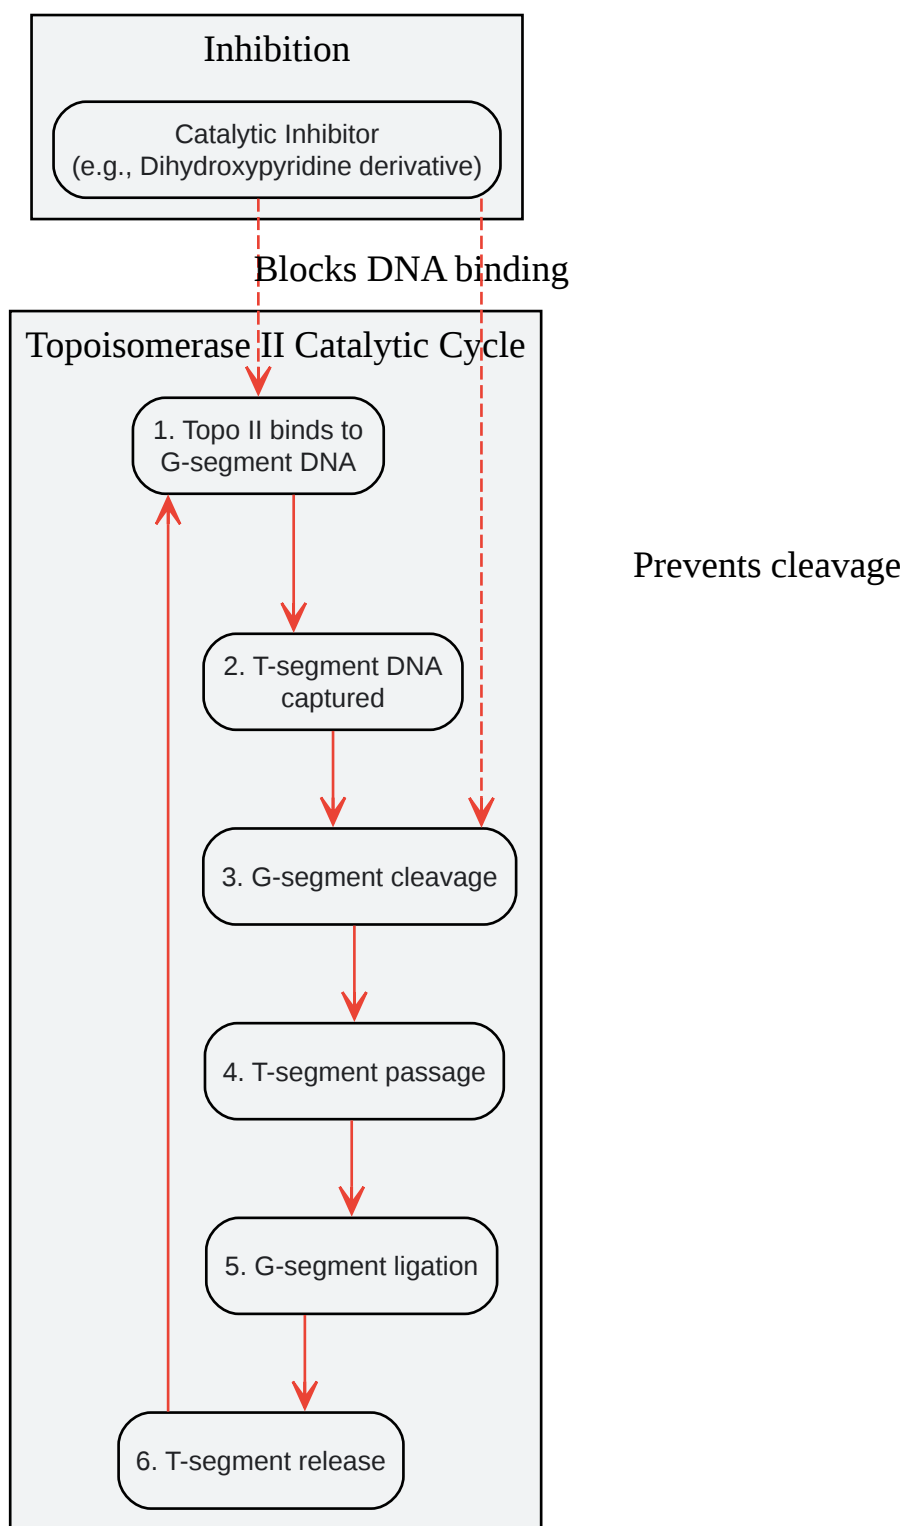 Inhibition
Catalytic Inhibitor
(e.g., Dihydroxypyridine derivative)
Blocks DNA binding
Topoisomerase II Catalytic Cycle
1. Topo II binds to
G-segment DNA
Prevents cleavage
2. T-segment DNA
captured
3. G-segment cleavage
4. T-segment passage
5. G-segment ligation
6. T-segment release